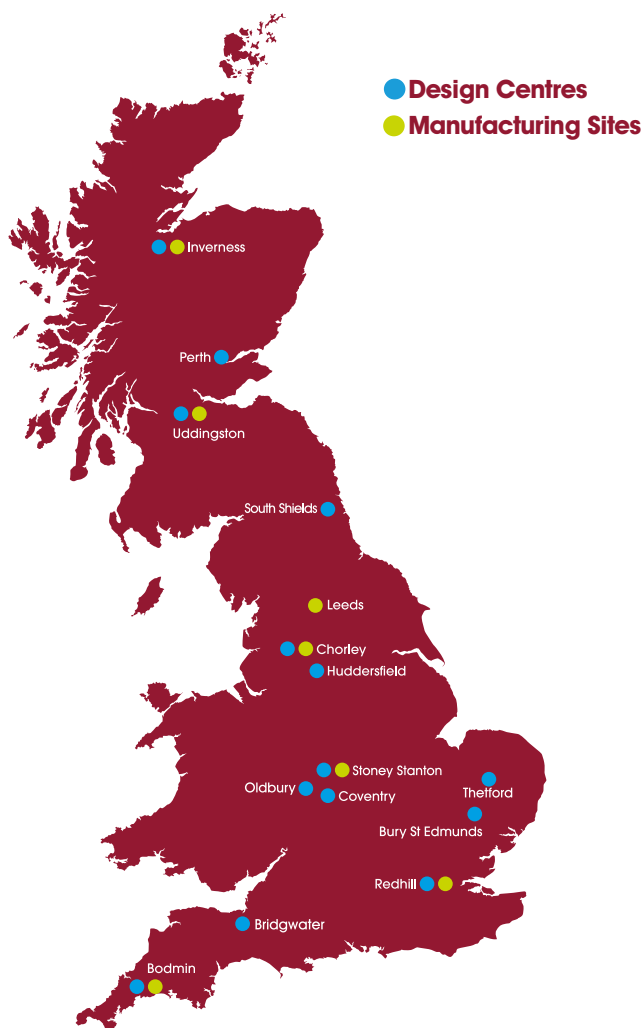 Design Centres
Manufacturing Sites
Inverness
Perth
Uddingston
South Shields
Leeds
Chorley
Huddersfield
Stoney Stanton
Oldbury
Coventry
Thetford
Bury St Edmunds
Redhill
Bridgwater
Bodmin